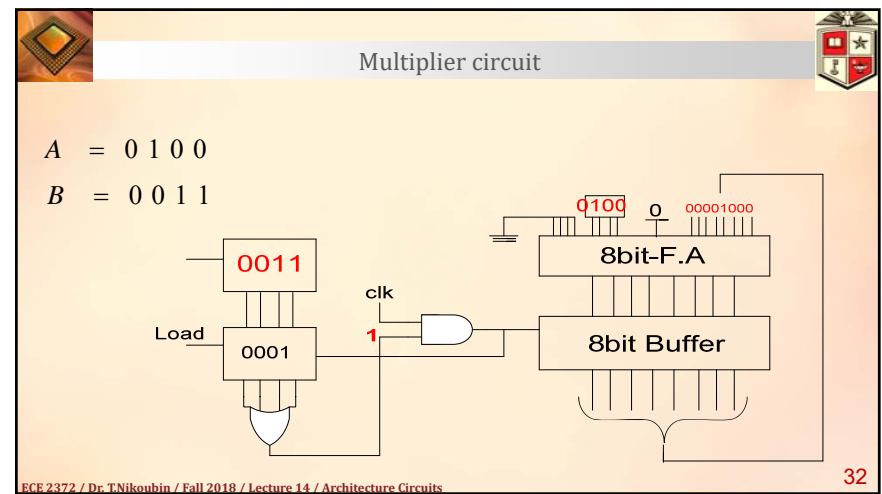 Multiplier circuit
A = 0 1 0 0
B = 0 0 1 1
0100 0 00001000
8bit-F.A
0011
clk
Load
0001
1
8bit Buffer
ECE 2372 / Dr. T.Nikoubin / Fall 2018 / Lecture 14 / Architecture Circuits
32